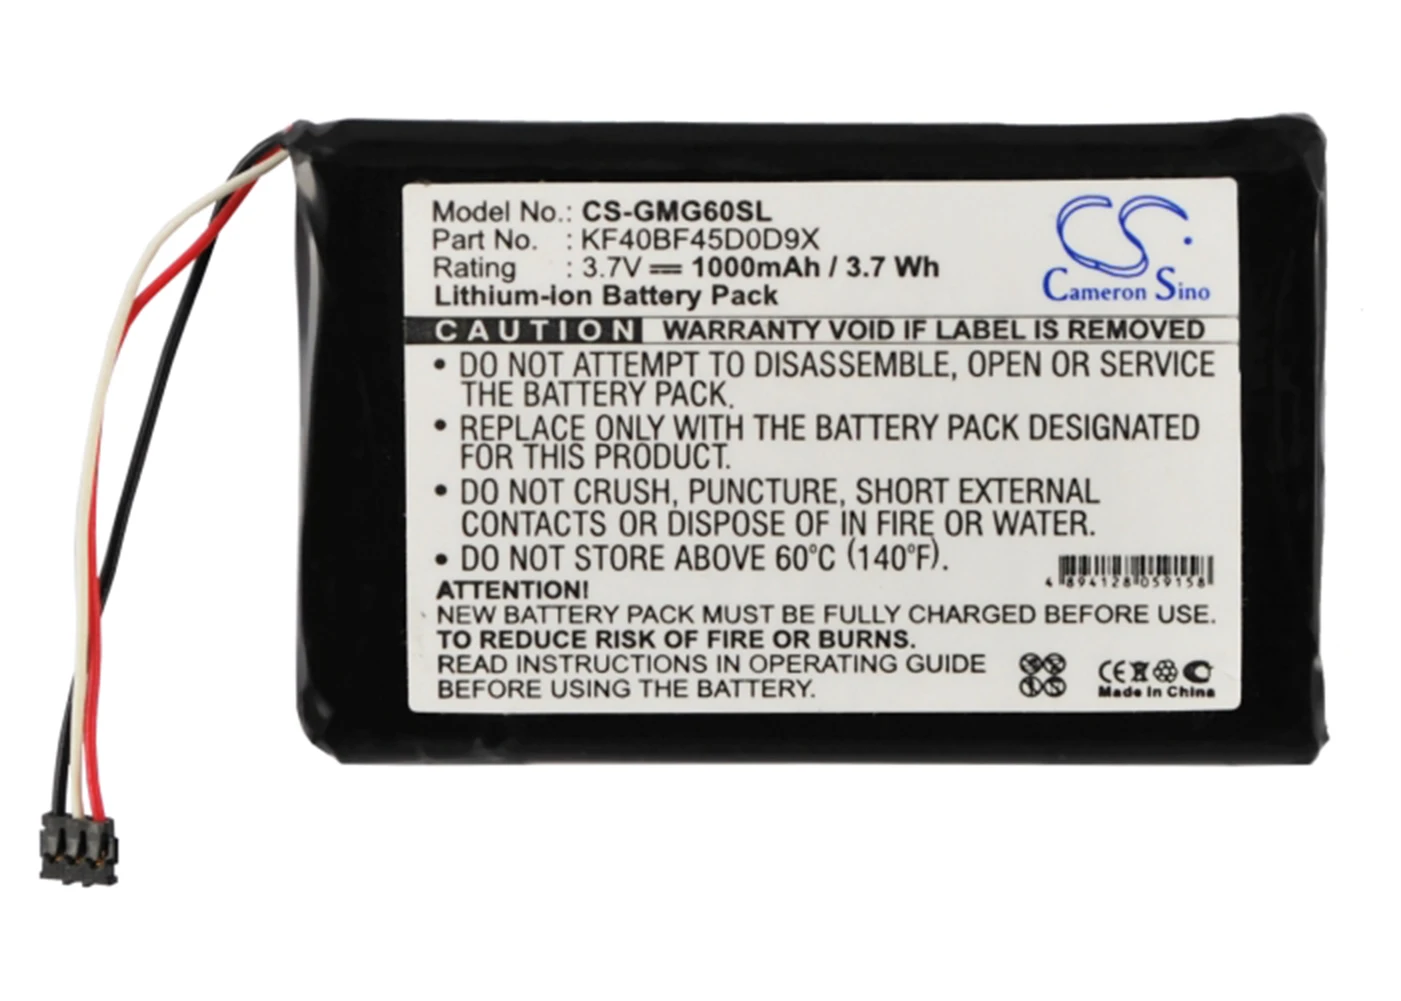 Model No.: CS-GMG60SL
Part No. : KF40BF45D0D9X
Rating : 3.7V ⎓ 1000mAh / 3.7 Wh
Lithium-ion Battery Pack
CS
Cameron Sino
CAUTION WARRANTY VOID IF LABEL IS REMOVED
• DO NOT ATTEMPT TO DISASSEMBLE, OPEN OR SERVICE
THE BATTERY PACK.
• REPLACE ONLY WITH THE BATTERY PACK DESIGNATED
FOR THIS PRODUCT.
• DO NOT CRUSH, PUNCTURE, SHORT EXTERNAL
CONTACTS OR DISPOSE OF IN FIRE OR WATER.
• DO NOT STORE ABOVE 60°C (140°F).
4 894128 059158
ATTENTION!
NEW BATTERY PACK MUST BE FULLY CHARGED BEFORE USE.
TO REDUCE RISK OF FIRE OR BURNS.
READ INSTRUCTIONS IN OPERATING GUIDE
BEFORE USING THE BATTERY.
CE
Made in China